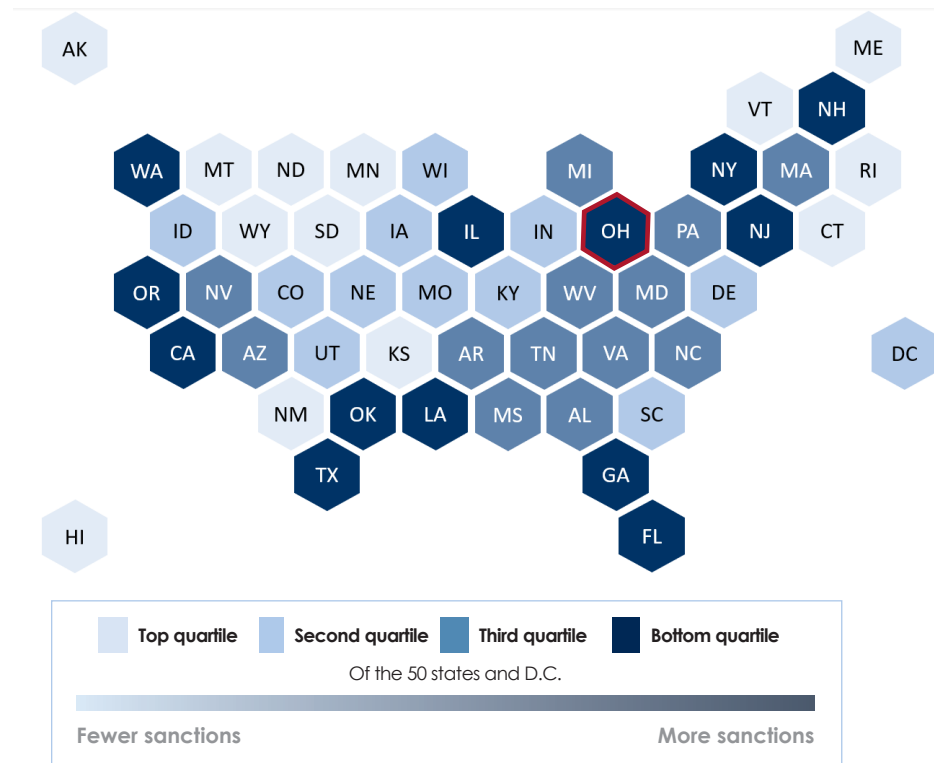 AK ME
VT NH
WA MT ND MN WI MI NY MA RI
ID WY SD IA IL IN OH PA NJ CT
OR NV CO NE MO KY WV MD DE
CA AZ UT KS AR TN VA NC DC
NM OK LA MS AL SC
TX GA
HI FL
Top quartile Second quartile Third quartile Bottom quartile
Of the 50 states and D.C.
Fewer sanctions More sanctions